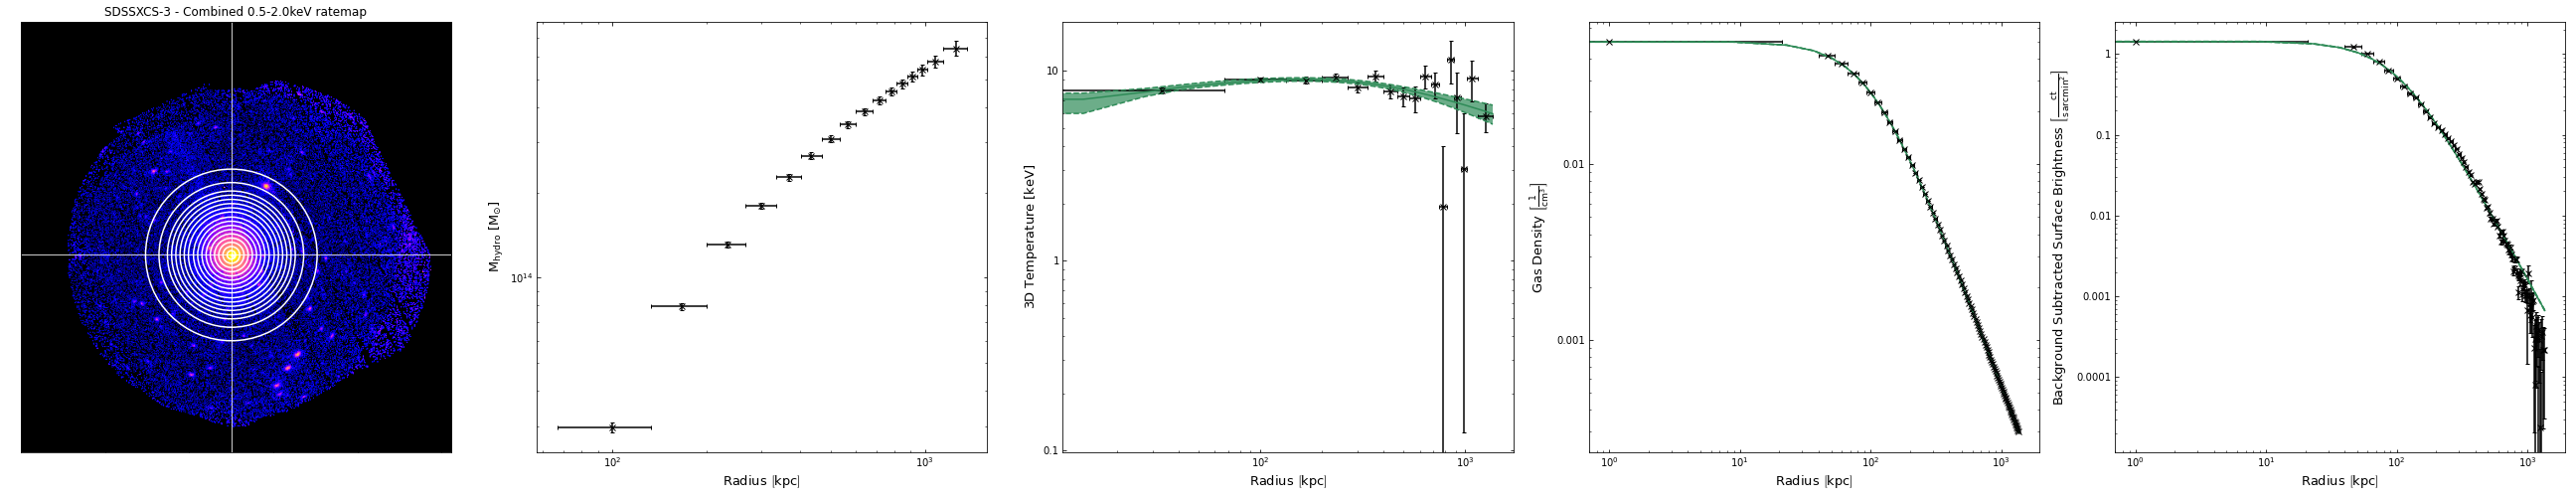 SDSSXCS-3 - Combined 0.5-2.0keV ratemap
M_hydro [M_⊙]
10^14
10^2
10^3
Radius [kpc]
3D Temperature [keV]
10
1
0.1
10^2
10^3
Radius [kpc]
Gas Density [1/cm^3]
0.01
0.001
10^0
10^1
10^2
10^3
Radius [kpc]
Background Subtracted Surface Brightness [ct/s arcmin^2]
1
0.1
0.01
0.001
0.0001
10^0
10^1
10^2
10^3
Radius [kpc]